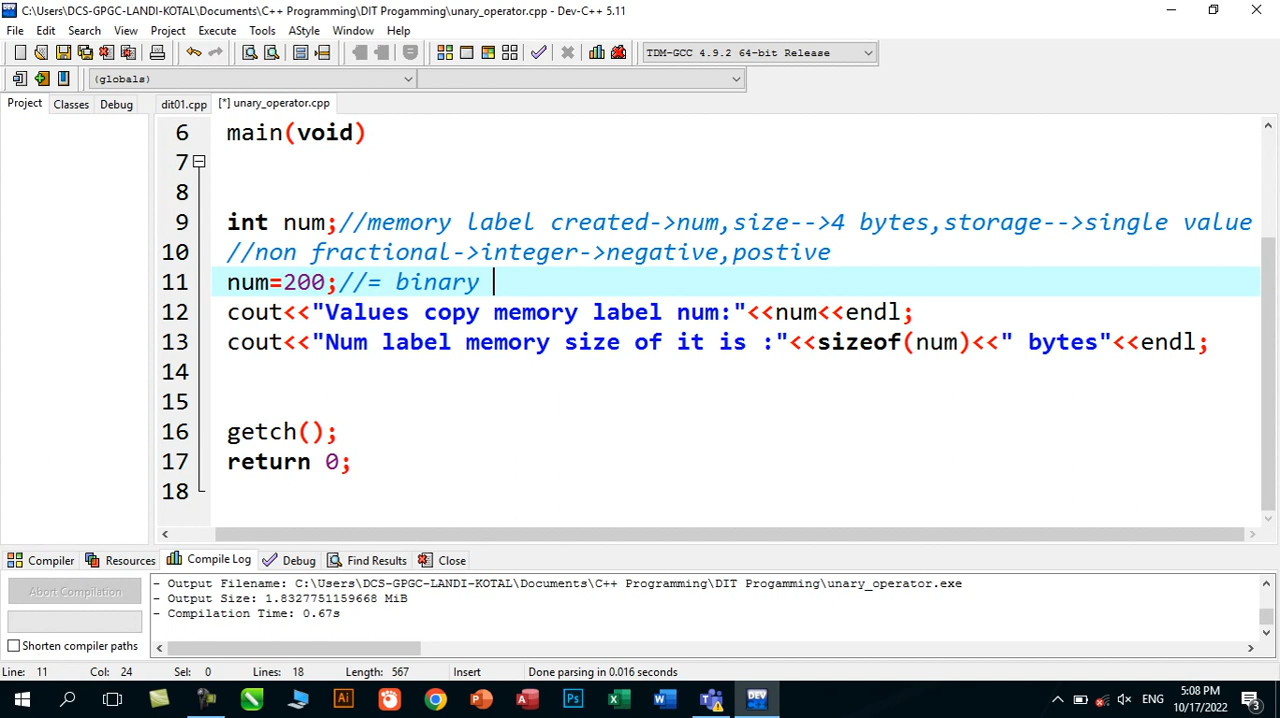 C:\Users\DCS-GPGC-LANDI-KOTAL\Documents\C++ Programming\DIT Progamming\unary_operator.cpp - Dev-C++ 5.11
File Edit Search View Project Execute Tools AStyle Window Help
TDM-GCC 4.9.2 64-bit Release
(globals)
Project Classes Debug dit01.cpp [*] unary_operator.cpp
6 main(void)
7
8
9 int num;//memory label created->num,size-->4 bytes,storage-->single value
10 //non fractional->integer->negative,postive
11 num=200;//= binary
12 cout<<"Values copy memory label num:"<<num<<endl;
13 cout<<"Num label memory size of it is :"<<sizeof(num)<<" bytes"<<endl;
14
15
16 getch();
17 return 0;
18
Compiler Resources Compile Log Debug Find Results Close
Abort Compilation
- Output Filename: C:\Users\DCS-GPGC-LANDI-KOTAL\Documents\C++ Programming\DIT Progamming\unary_operator.exe
- Output Size: 1.8327751159668 MiB
- Compilation Time: 0.67s
Shorten compiler paths
Line: 11 Col: 24 Sel: 0 Lines: 18 Length: 567 Insert Done parsing in 0.016 seconds
Ai Ps DEV ENG 5:08 PM
10/17/2022 3